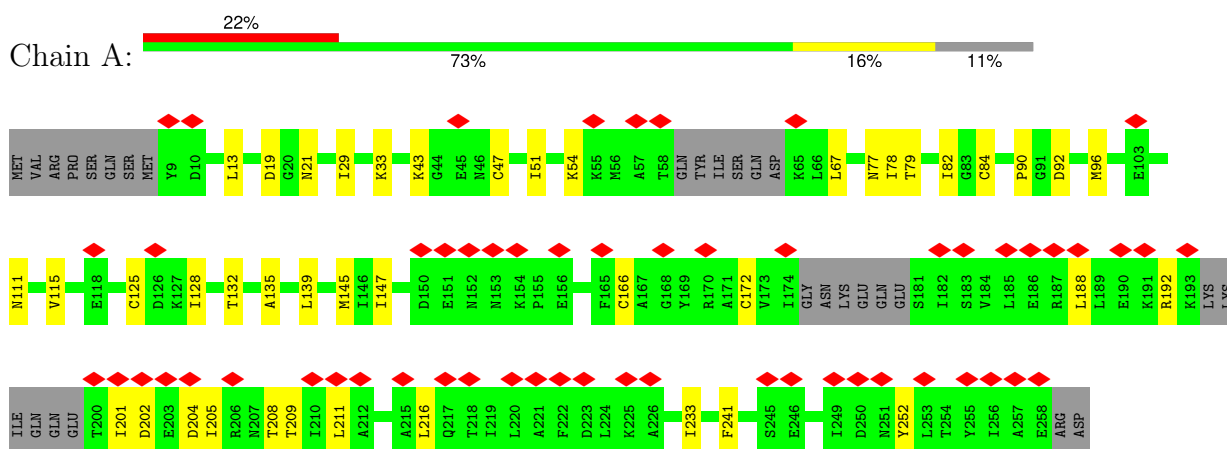 22%
Chain A:
73% 16% 11%
MET VAL ARG PRO SER GLN SER MET Y9 D10 L13 D19 G20 N21 I29 K33 K43 G44 E45 N46 C47 I51 K54 K55 M56 A57 T58 GLN TYR ILE SER GLN ASP K65 L66 L67 N77 I78 T79 I82 G83 C84 P90 G91 D92 M96 E103
N111 V115 E118 C125 D126 K127 I128 T132 A135 L139 M145 I146 I147 D150 E151 N152 N153 K154 P155 E156 F165 C166 A167 G168 Y169 R170 A171 C172 V173 I174 GLY ASN LYS GLU GLN GLU S181 I182 S183 V184 L185 E186 R187 L188 L189 E190 K191 R192 K193 LYS LYS
ILE GLN GLN GLU T200 I201 D202 E203 D204 I205 R206 N207 T208 T209 I210 L211 A212 A215 L216 Q217 T218 I219 L220 A221 F222 D223 L224 K225 A226 I233 F241 S245 E246 I249 D250 N251 Y252 L253 T254 Y255 I256 A257 E258 ARG ASP